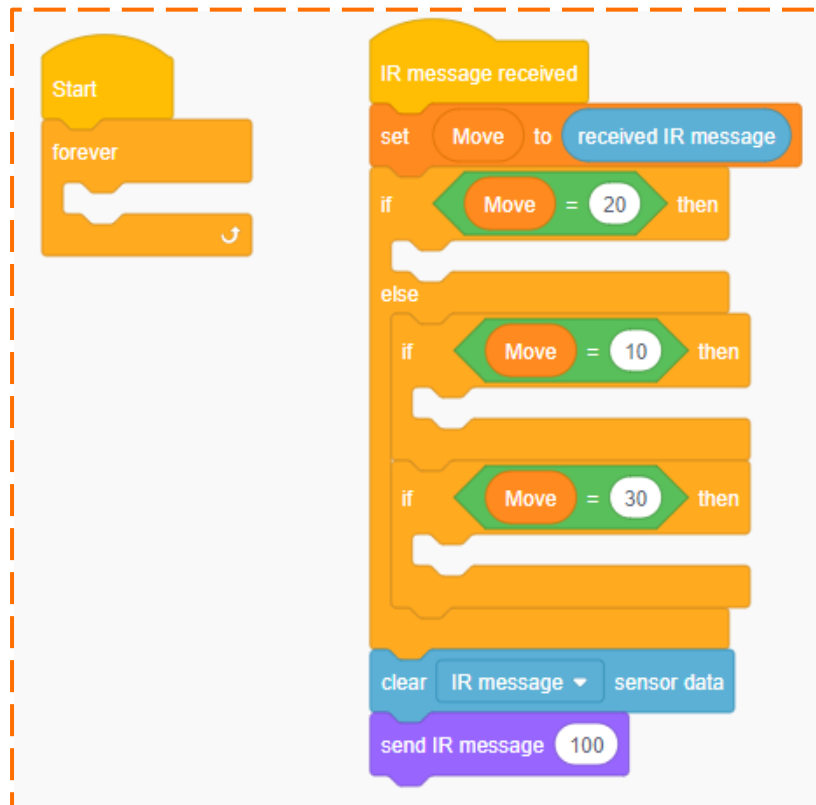 Start
forever
IR message received
set Move to received IR message
if Move = 20 then
else
if Move = 10 then
if Move = 30 then
clear IR message sensor data
send IR message 100